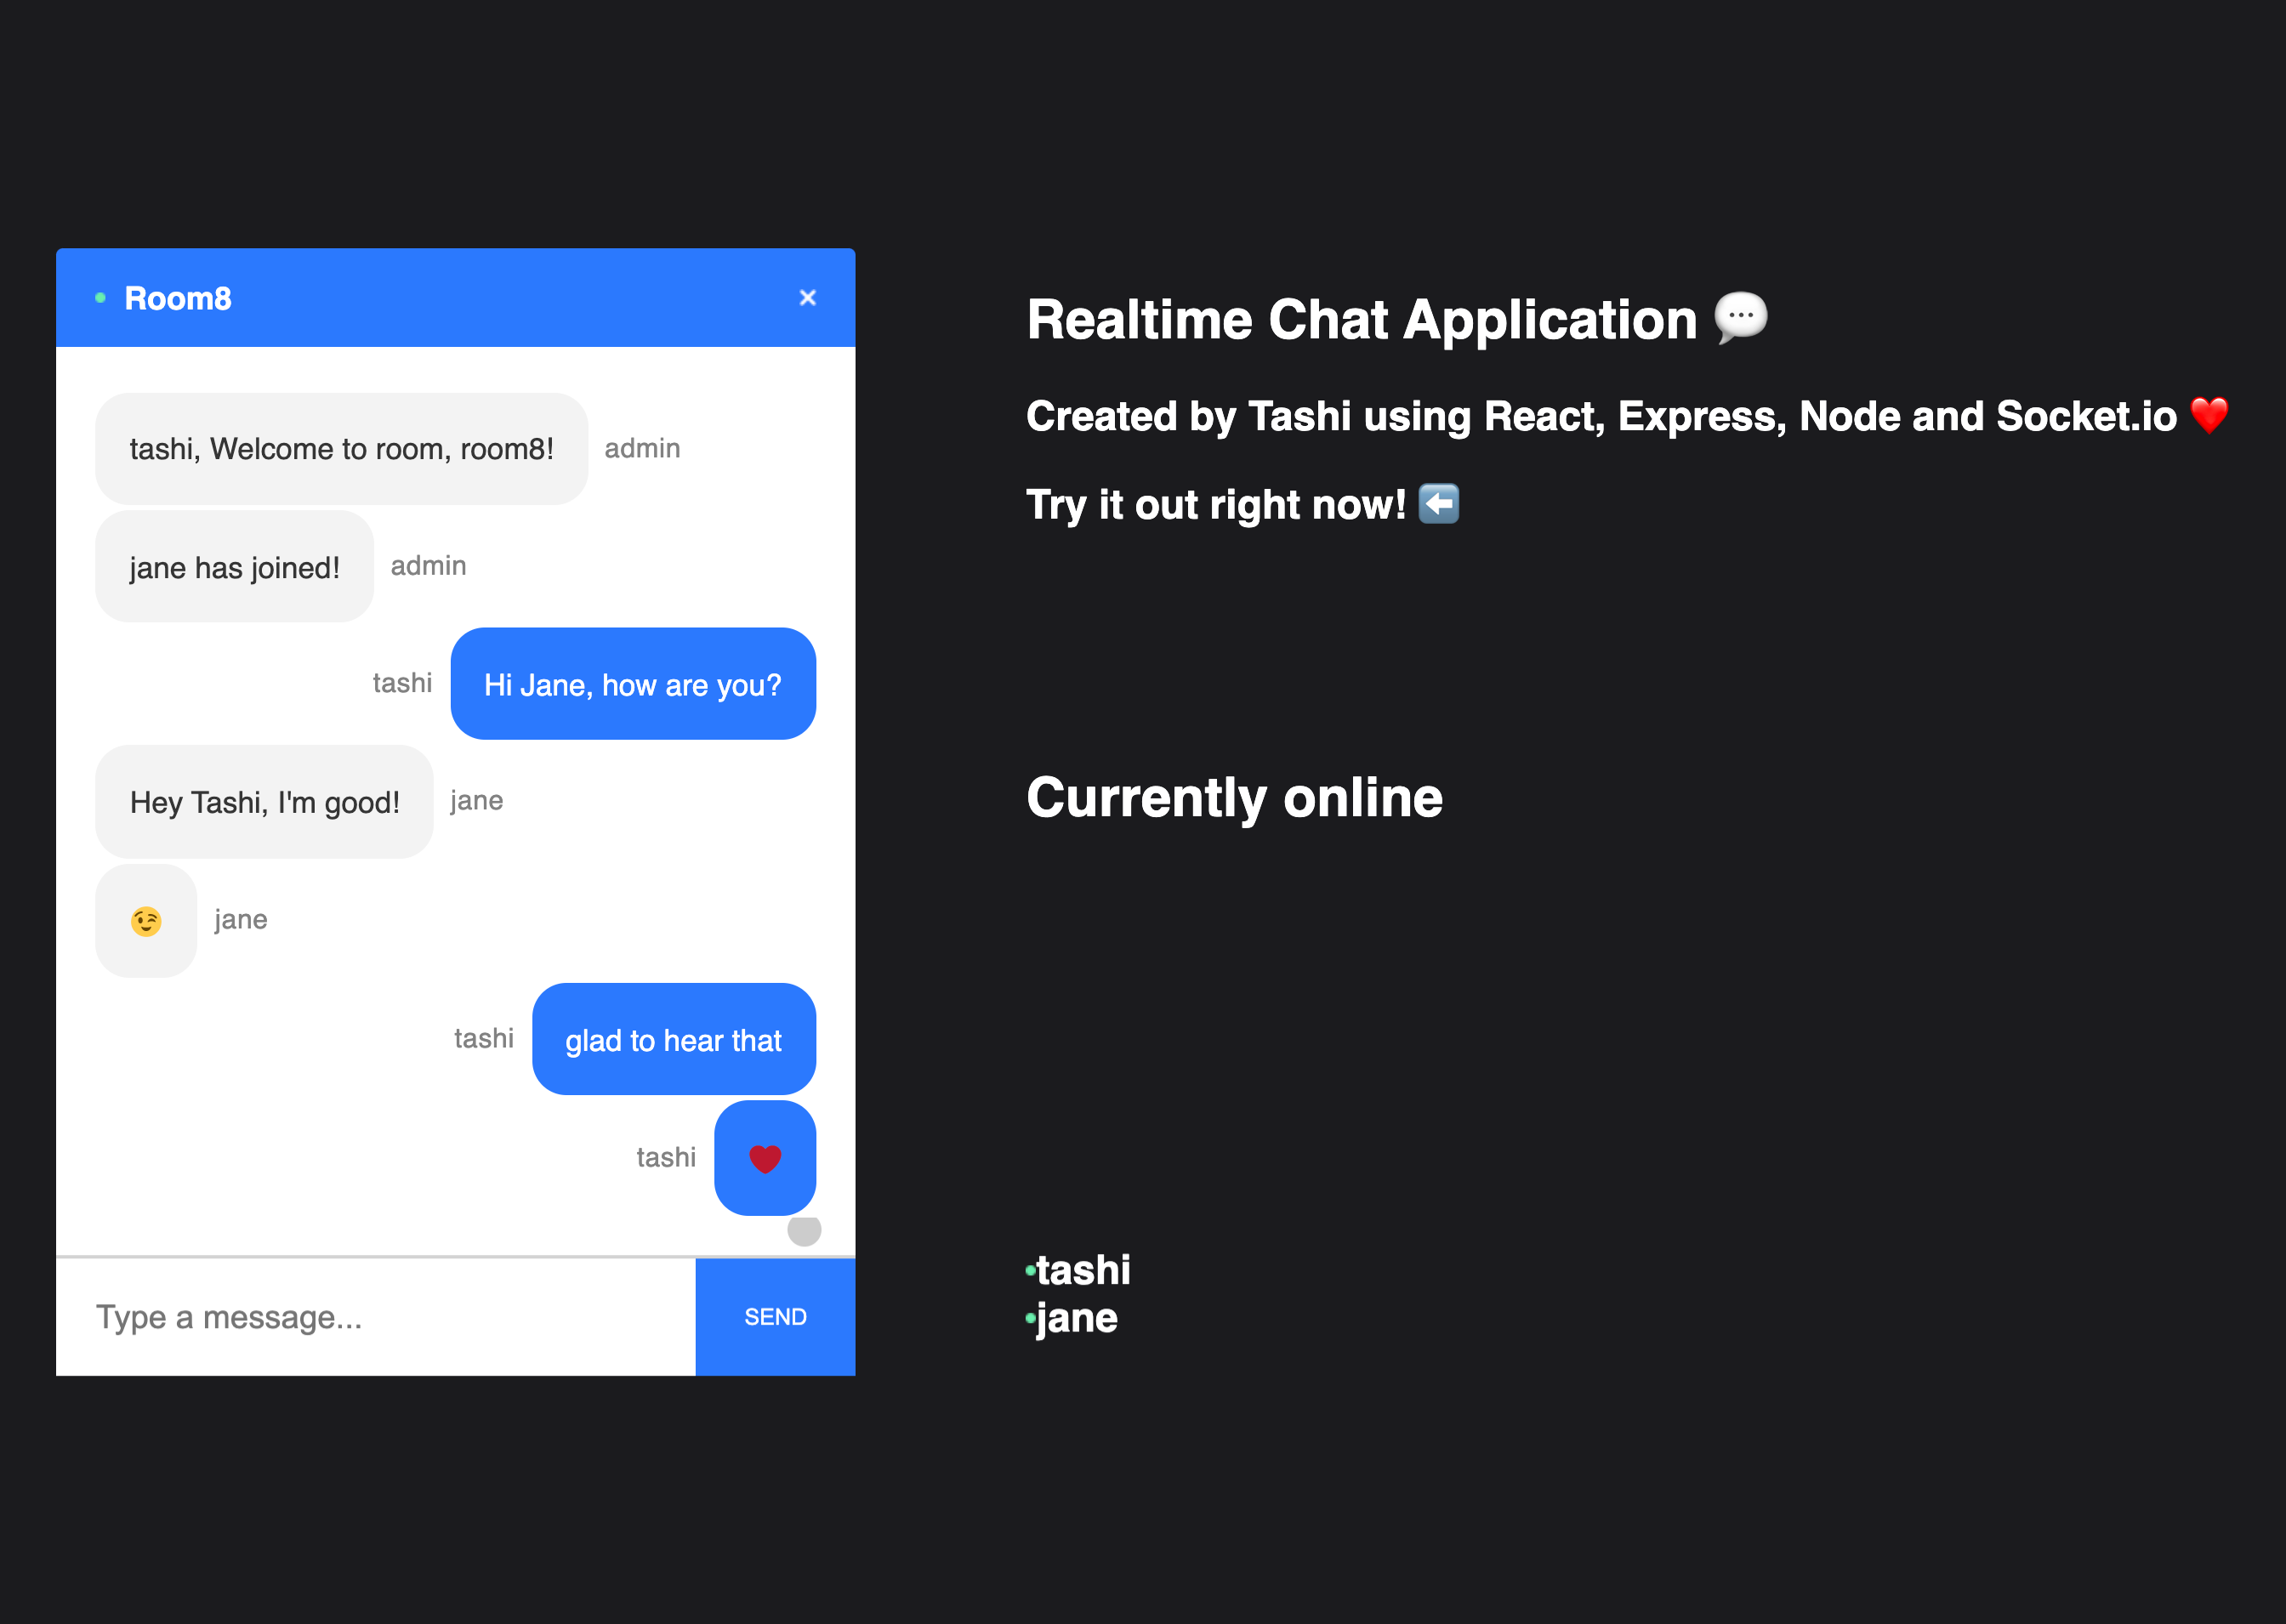 Room8
tashi, Welcome to room, room8! admin
jane has joined! admin
tashi Hi Jane, how are you?
Hey Tashi, I'm good! jane
😉 jane
tashi glad to hear that
tashi ❤️
Type a message... SEND
Realtime Chat Application 💬
Created by Tashi using React, Express, Node and Socket.io ❤️
Try it out right now! ⬅️
Currently online
tashi
jane